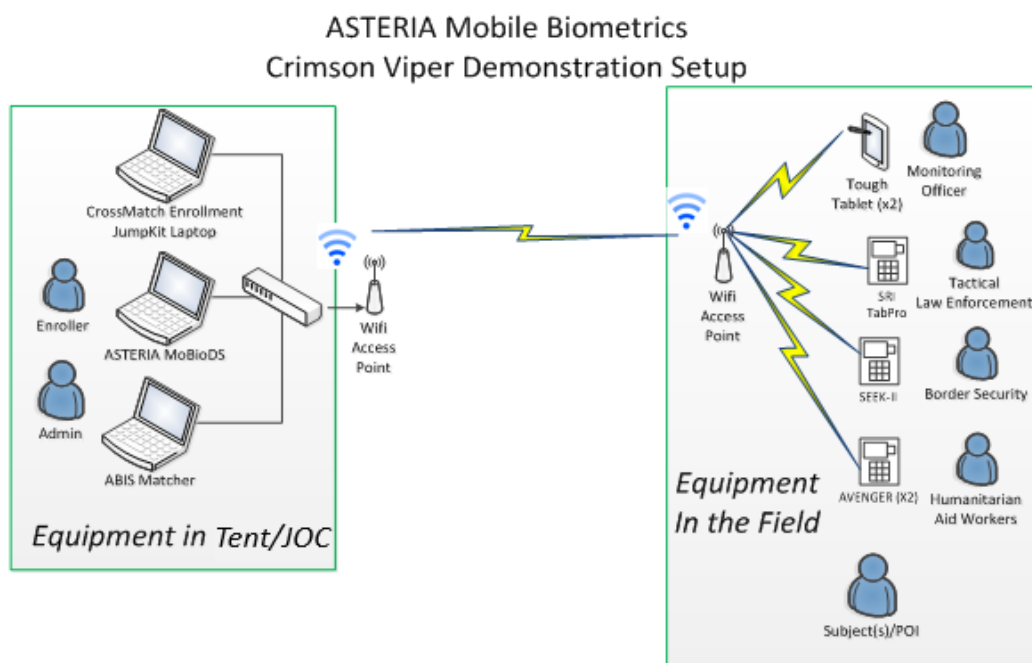 ASTERIA Mobile Biometrics
Crimson Viper Demonstration Setup
CrossMatch Enrollment
JumpKit Laptop
Enroller
ASTERIA MoBioDS
Admin
ABIS Matcher
Equipment in Tent/JOC
Wifi
Access
Point
Wifi
Access
Point
Tough
Tablet (x2)
Monitoring
Officer
SRI
TabPro
Tactical
Law Enforcement
SEEK-II
Border Security
AVENGER (X2)
Humanitarian
Aid Workers
Equipment
In the Field
Subject(s)/POI